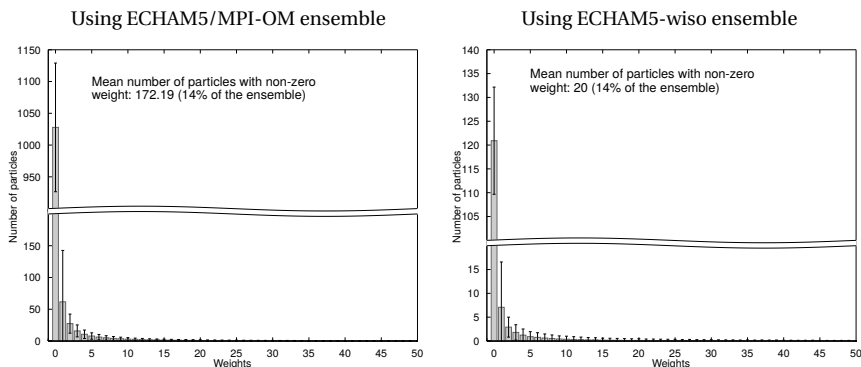 Using ECHAM5/MPI-OM ensemble
1150
1100
1050
1000
950
150
100
50
0
Number of particles
Mean number of particles with non-zero
weight: 172.19 (14% of the ensemble)
0 5 10 15 20 25 30 35 40 45 50
Weights
Using ECHAM5-wiso ensemble
140
135
130
125
120
115
110
105
15
10
5
0
Number of particles
Mean number of particles with non-zero
weight: 20 (14% of the ensemble)
0 5 10 15 20 25 30 35 40 45 50
Weights